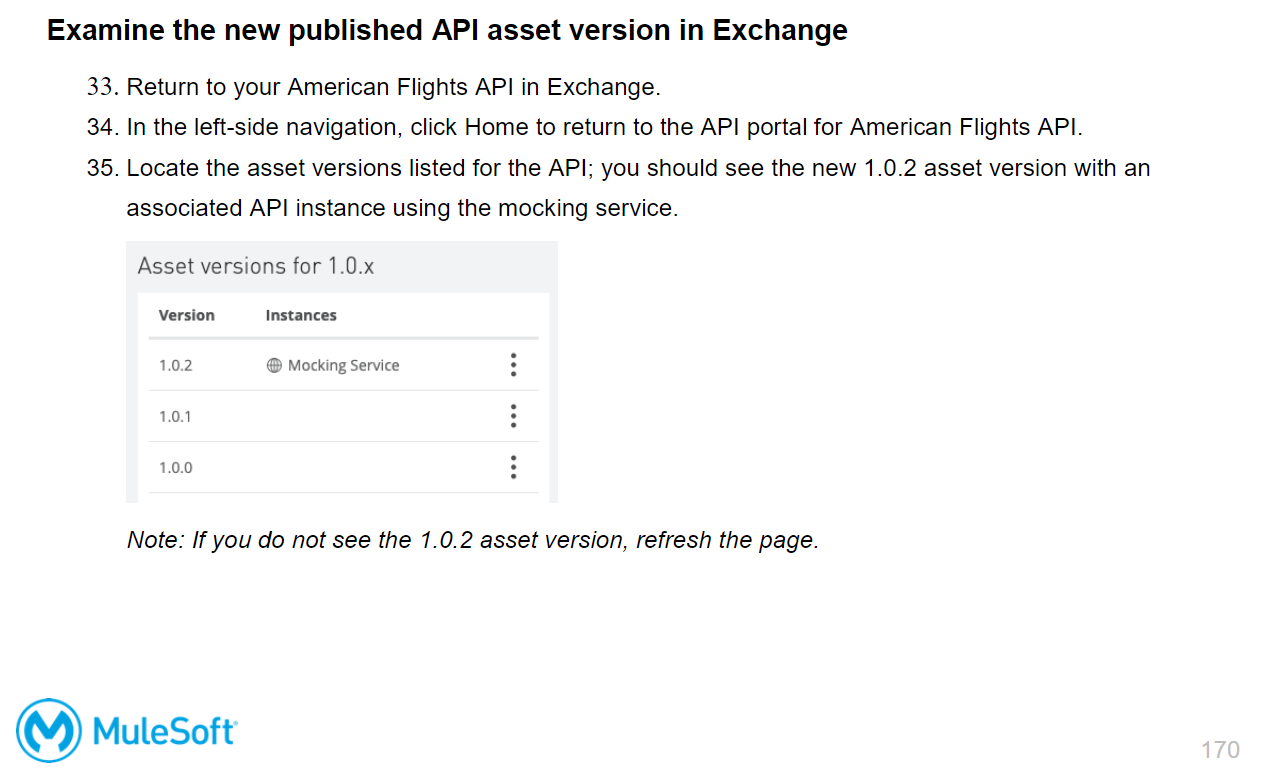 Examine the new published API asset version in Exchange
33. Return to your American Flights API in Exchange.
34. In the left-side navigation, click Home to return to the API portal for American Flights API.
35. Locate the asset versions listed for the API; you should see the new 1.0.2 asset version with an
associated API instance using the mocking service.
Asset versions for 1.0.x
Version Instances
1.0.2 Mocking Service
1.0.1
1.0.0
Note: If you do not see the 1.0.2 asset version, refresh the page.
MuleSoft
170